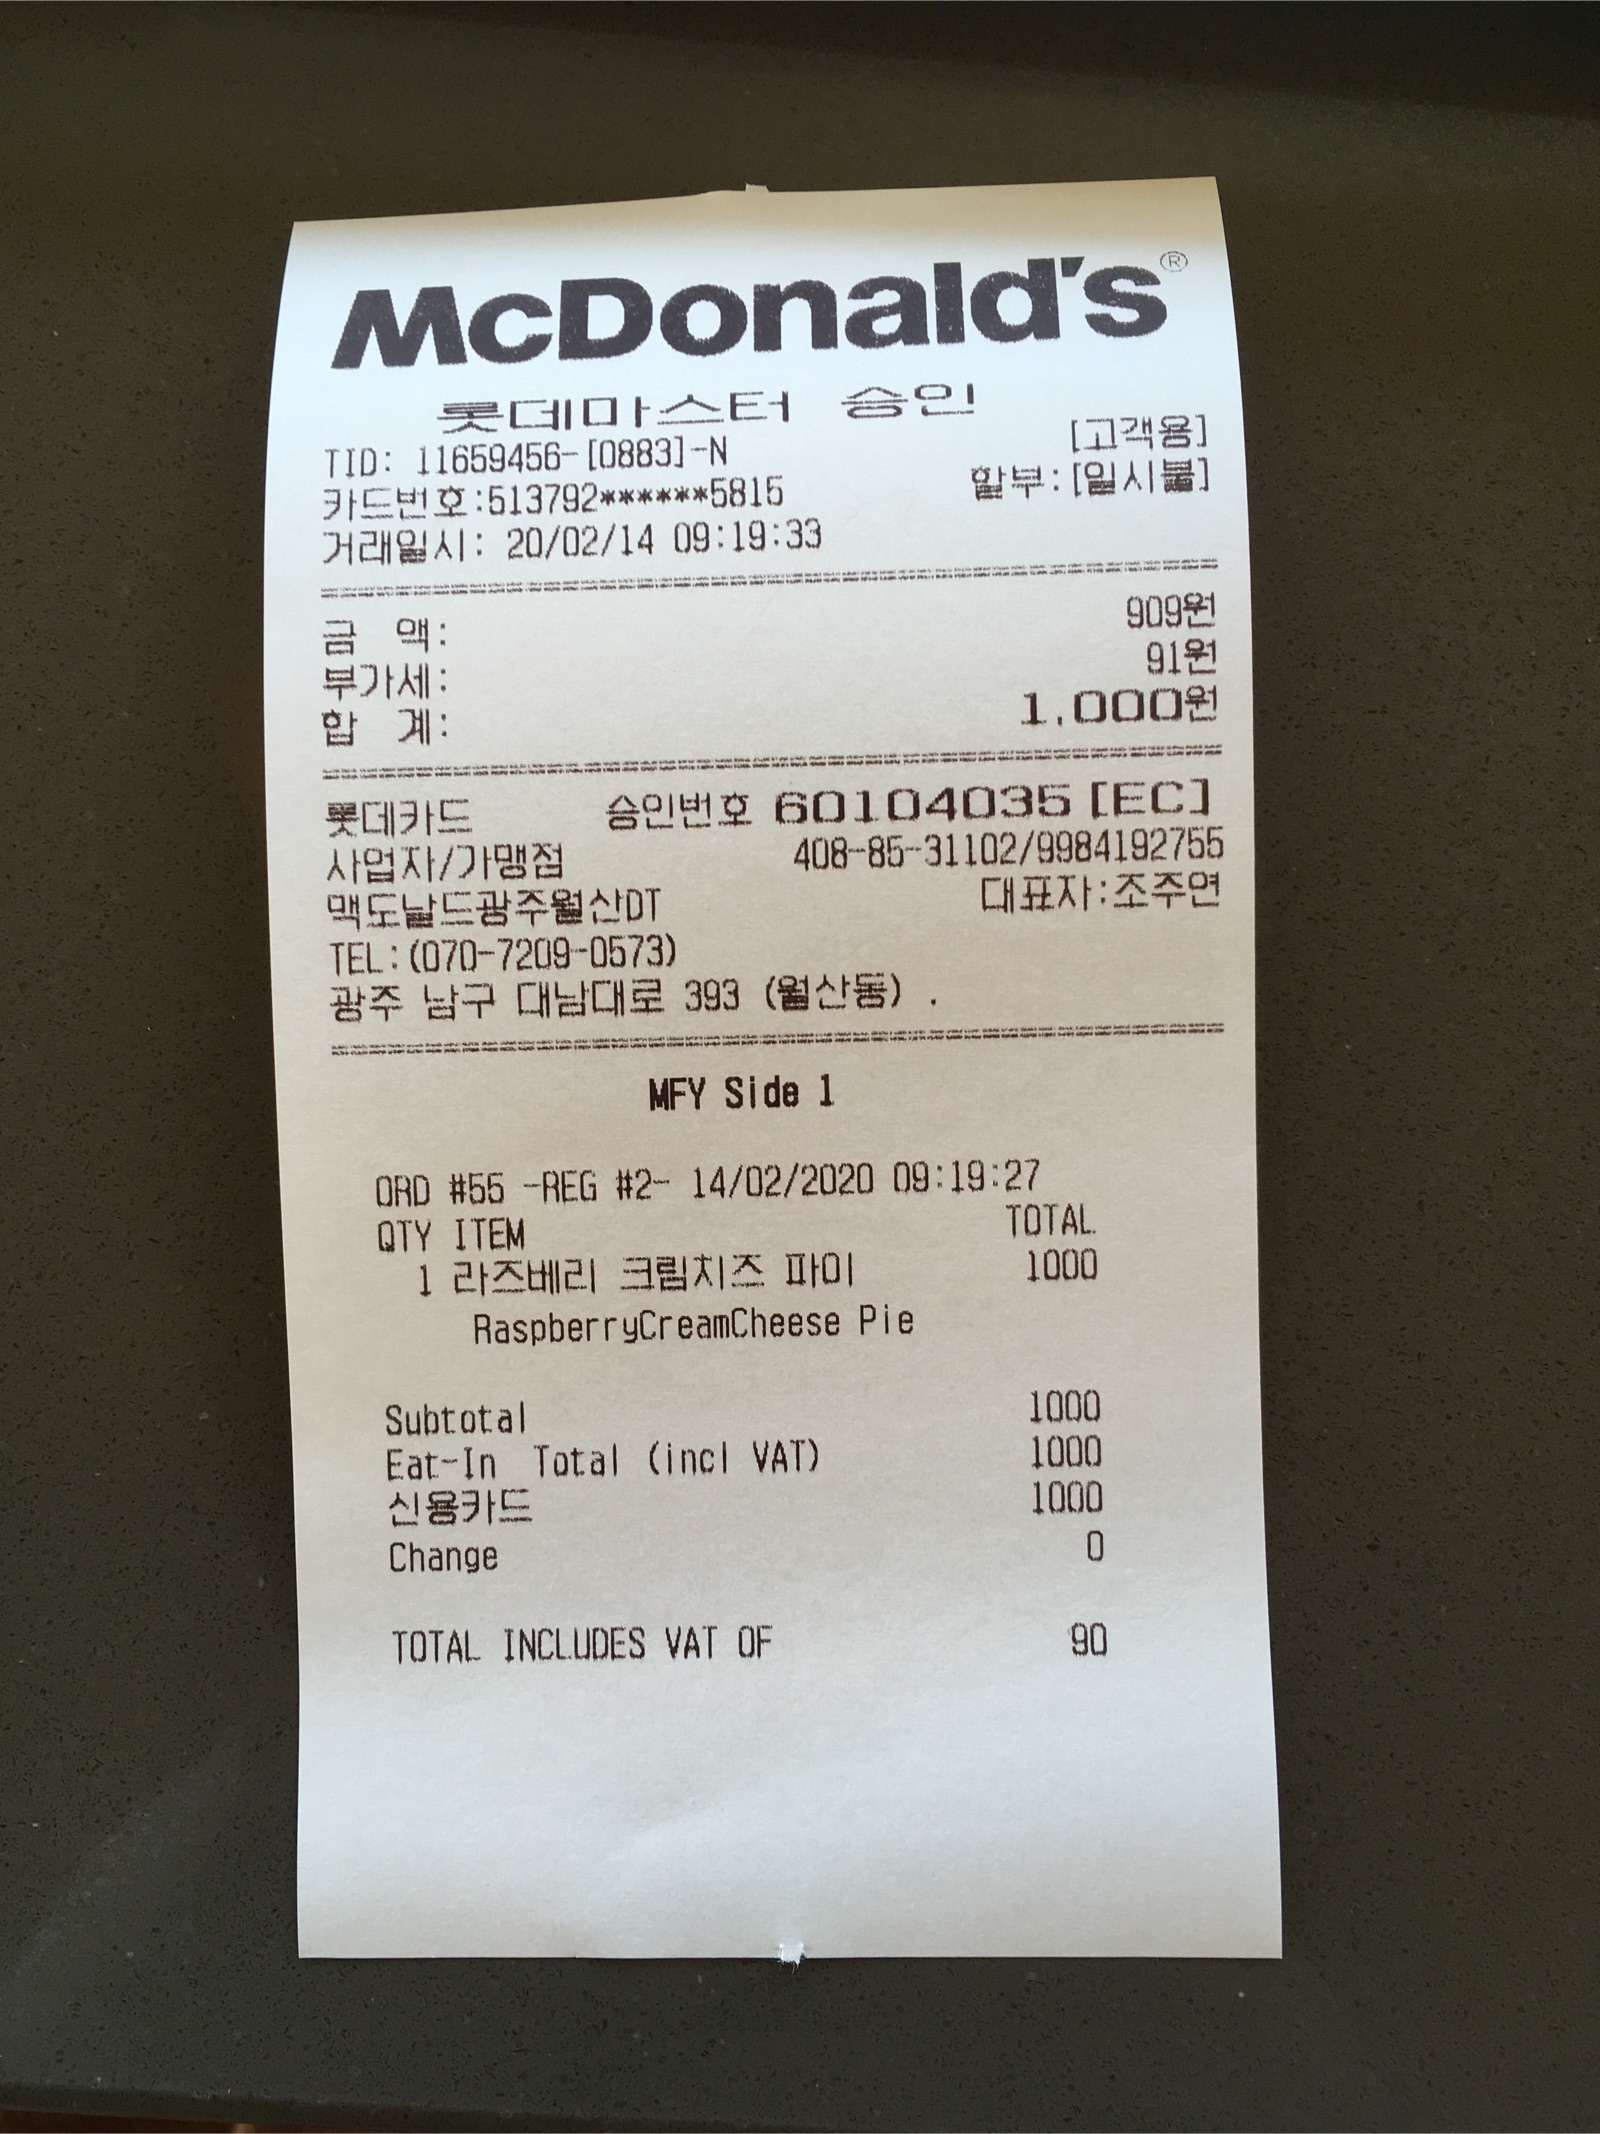 McDonald's®
롯데마스터 승인
[고객용]
TID: 11659456-[0883]-N
할부:[일시불]
카드번호:513792******5815
거래일시: 20/02/14 09:19:33
금 액: 909원
부가세: 91원
합 계: 1,000원
롯데카드 승인번호 60104035 [EC]
사업자/가맹점 408-85-31102/9984192755
맥도날드광주월산DT 대표자:조주연
TEL:(070-7209-0573)
광주 남구 대남대로 393 (월산동) .
MFY Side 1
ORD #55 -REG #2- 14/02/2020 09:19:27
QTY ITEM TOTAL
1 라즈베리 크림치즈 파이 1000
RaspberryCreamCheese Pie
Subtotal 1000
Eat-In Total (incl VAT) 1000
신용카드 1000
Change 0
TOTAL INCLUDES VAT OF 90